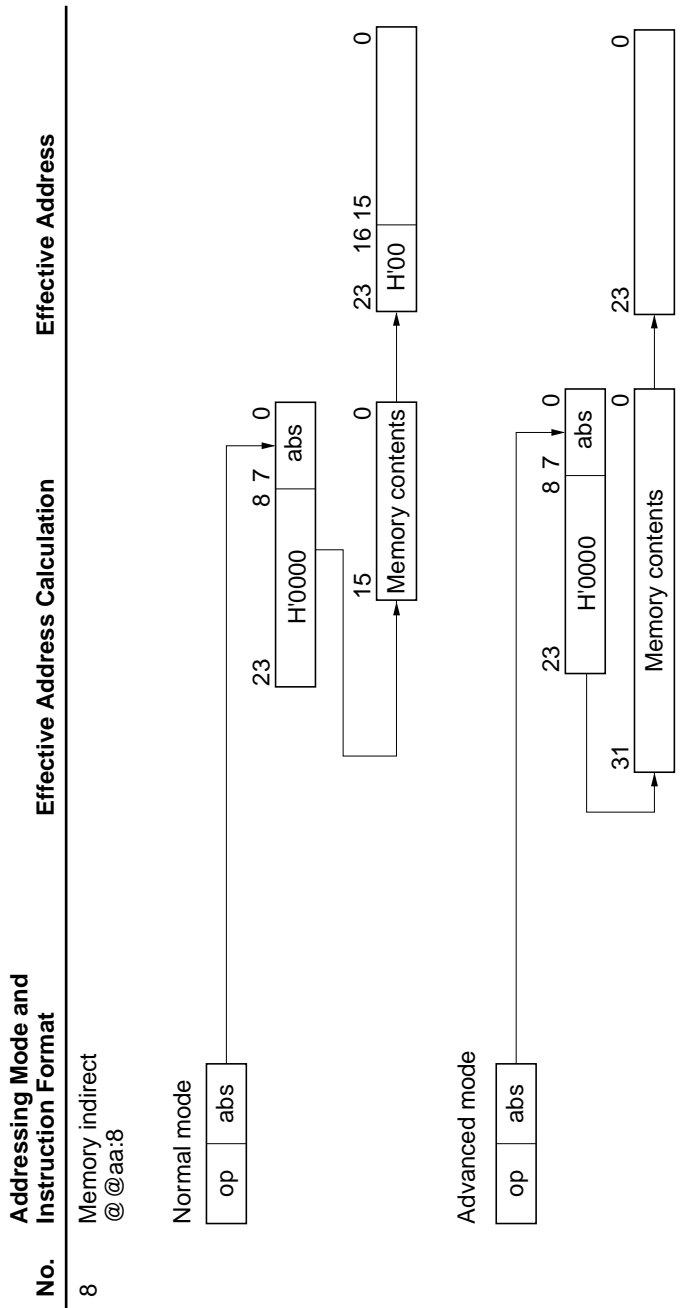 Addressing Mode and
No. Instruction Format Effective Address Calculation Effective Address
8 Memory indirect
@@aa:8
Normal mode
op abs
23 8 7 0
H'0000 abs
15 0
Memory contents
23 16 15 0
H'00
Advanced mode
op abs
23 8 7 0
H'0000 abs
31 0
Memory contents
23 0